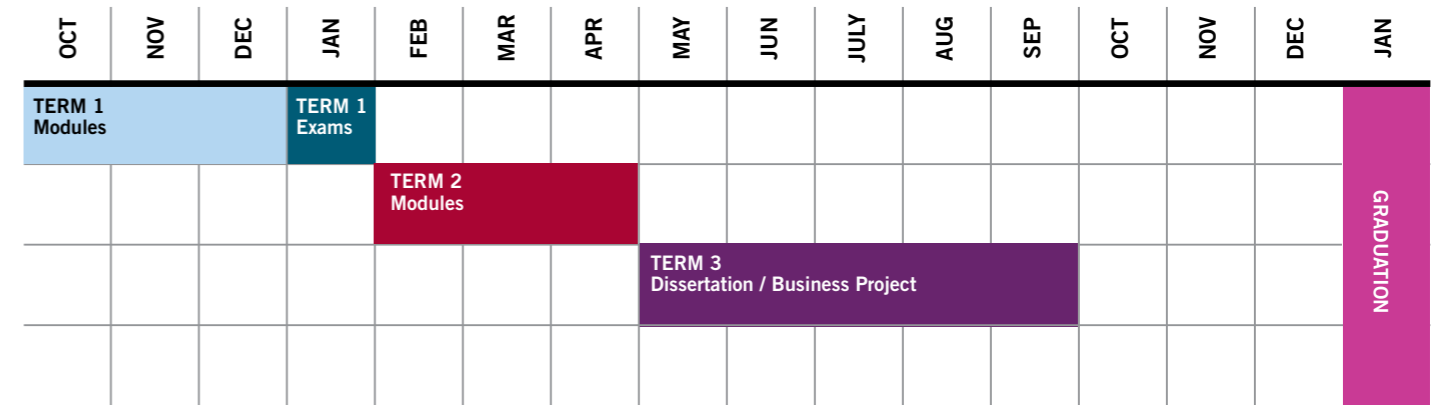 OCT
NOV
DEC
JAN
FEB
MAR
APR
MAY
JUN
JULY
AUG
SEP
OCT
NOV
DEC
JAN
TERM 1
Modules
TERM 1
Exams
TERM 2
Modules
TERM 3
Dissertation / Business Project
GRADUATION